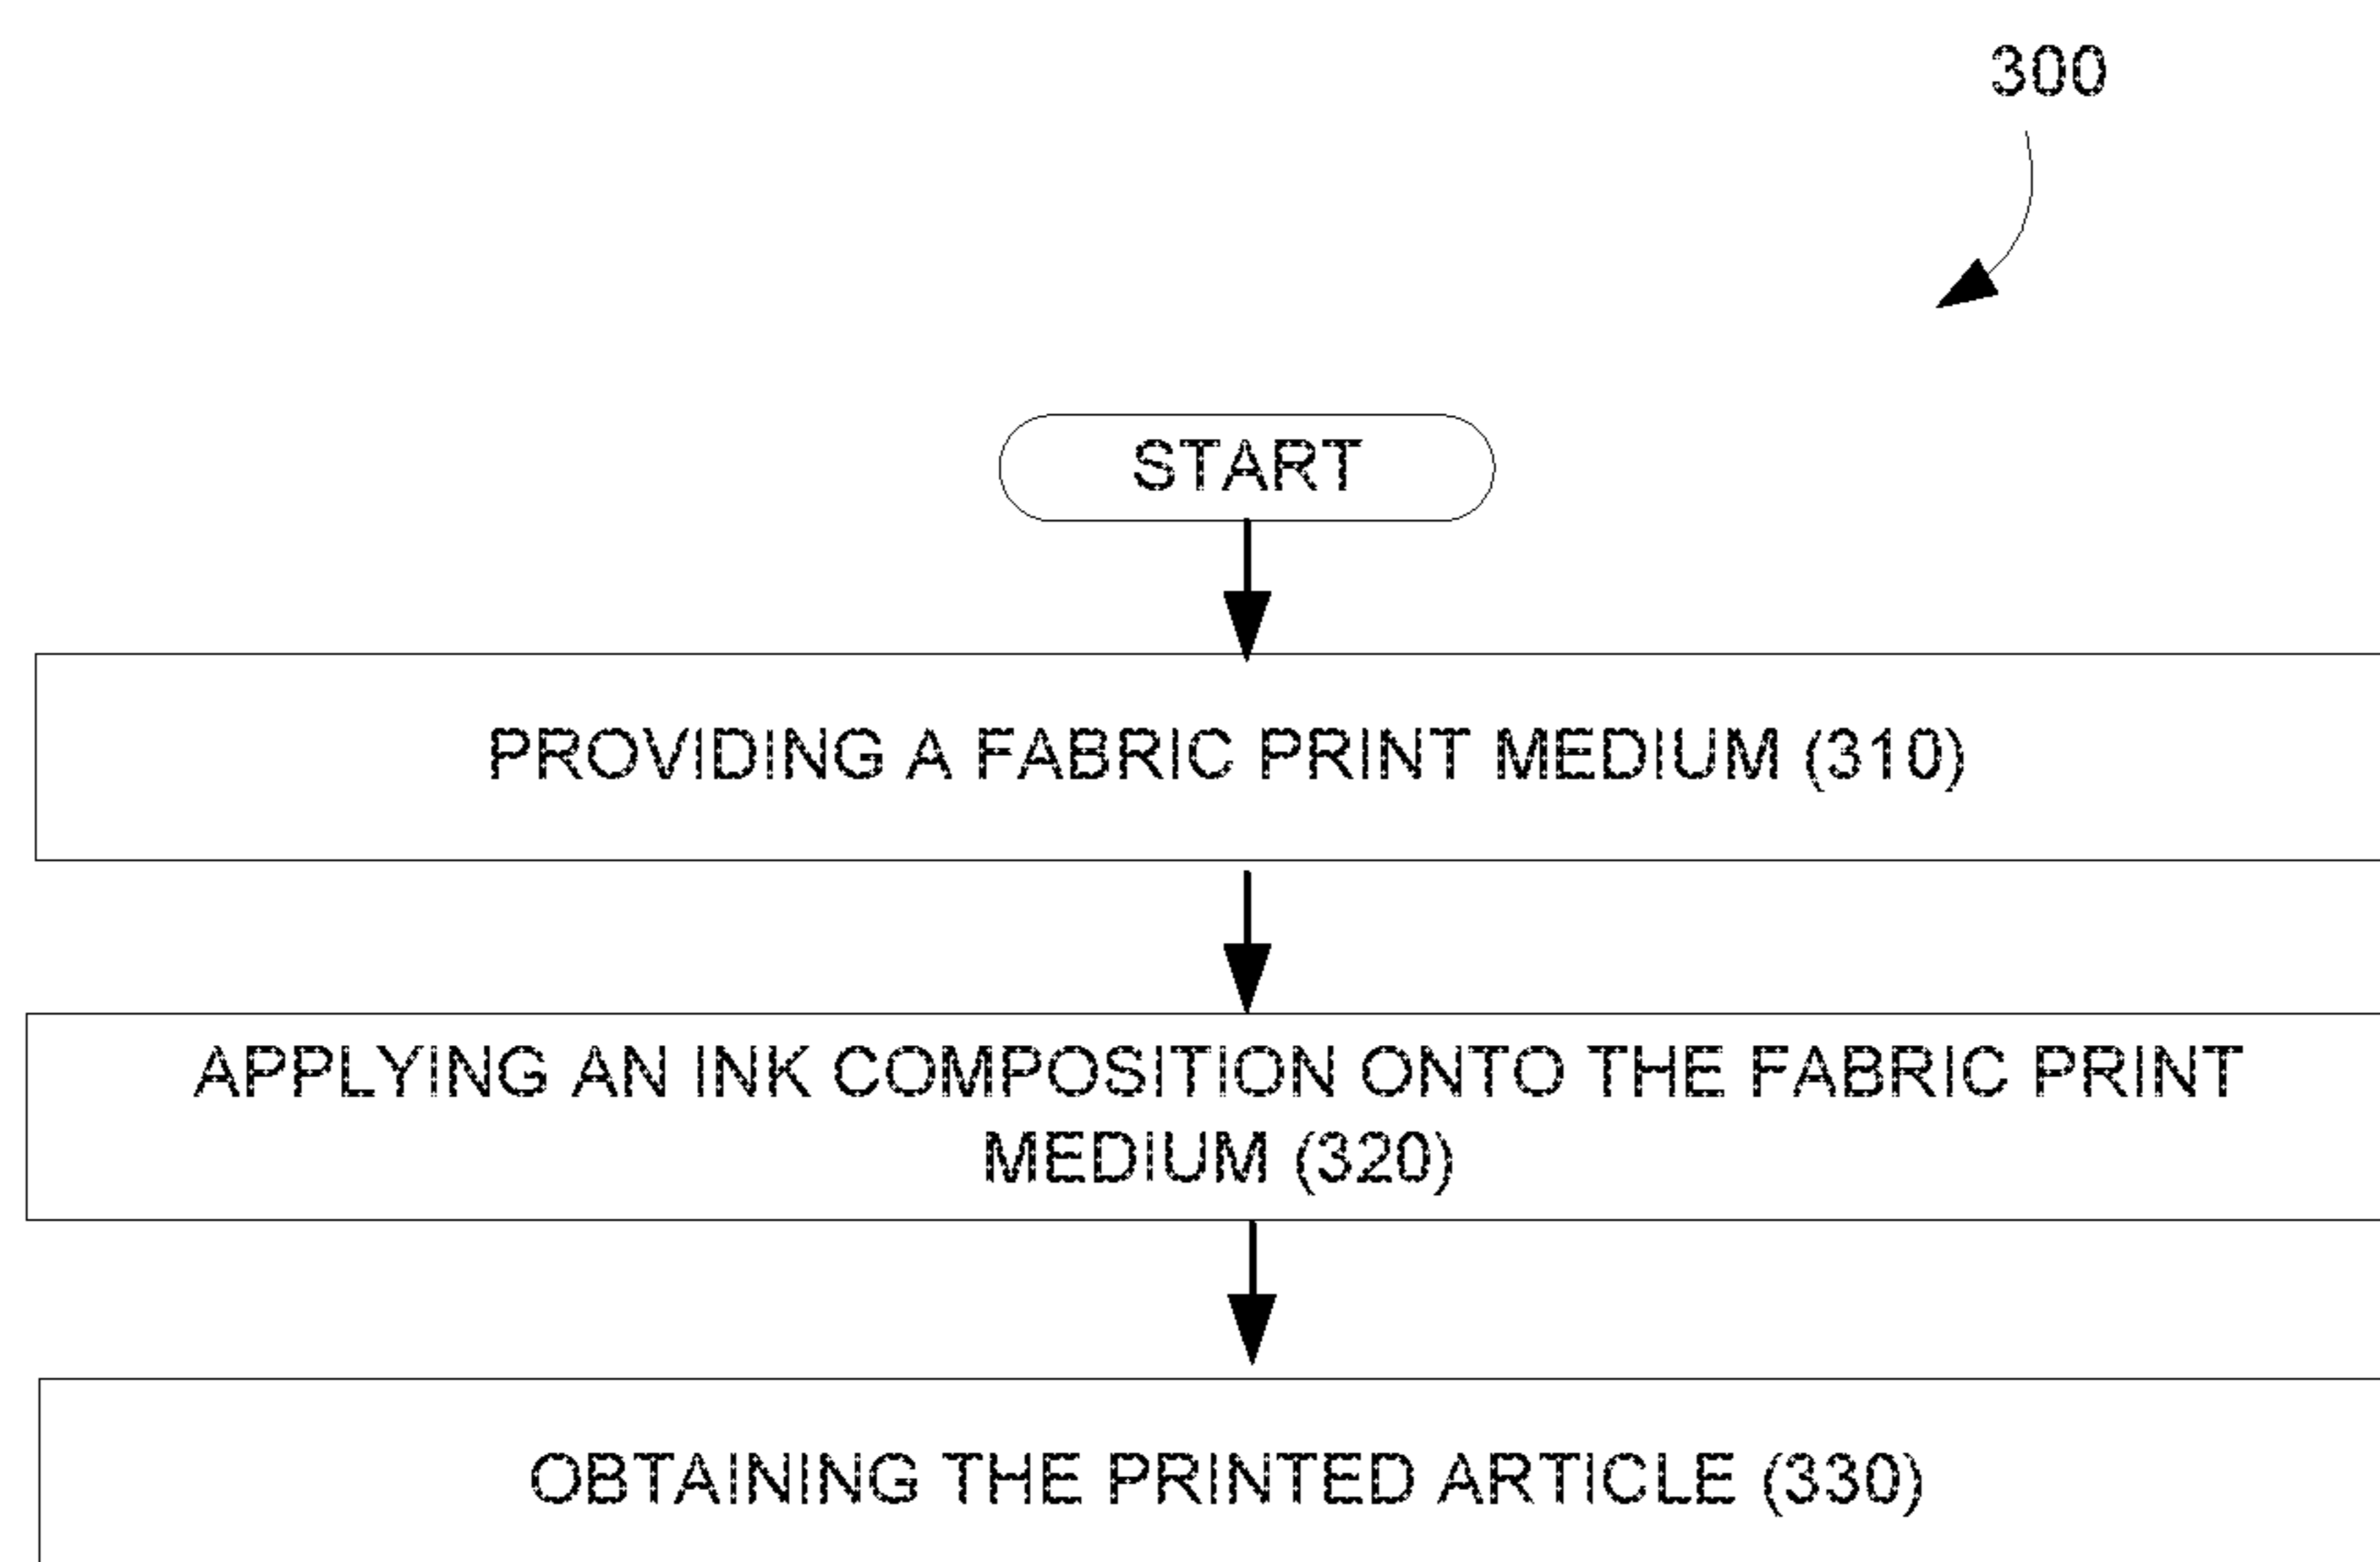 300
START
PROVIDING A FABRIC PRINT MEDIUM (310)
APPLYING AN INK COMPOSITION ONTO THE FABRIC PRINT
MEDIUM (320)
OBTAINING THE PRINTED ARTICLE (330)